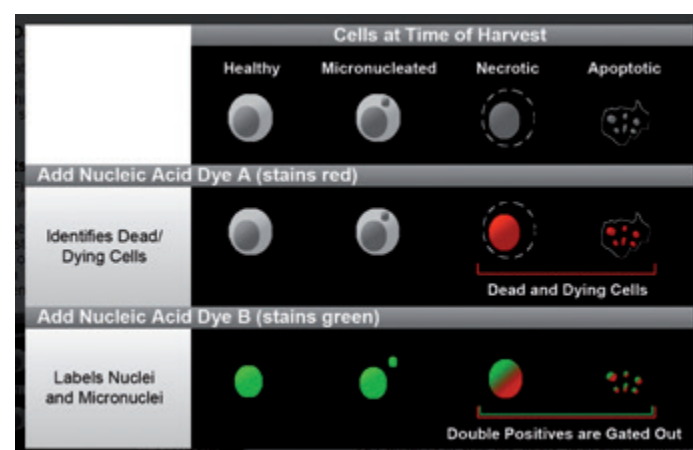 Cells at Time of Harvest
Healthy
Micronucleated
Necrotic
Apoptotic
Add Nucleic Acid Dye A (stains red)
Identifies Dead/
Dying Cells
Dead and Dying Cells
Add Nucleic Acid Dye B (stains green)
Labels Nuclei
and Micronuclei
Double Positives are Gated Out